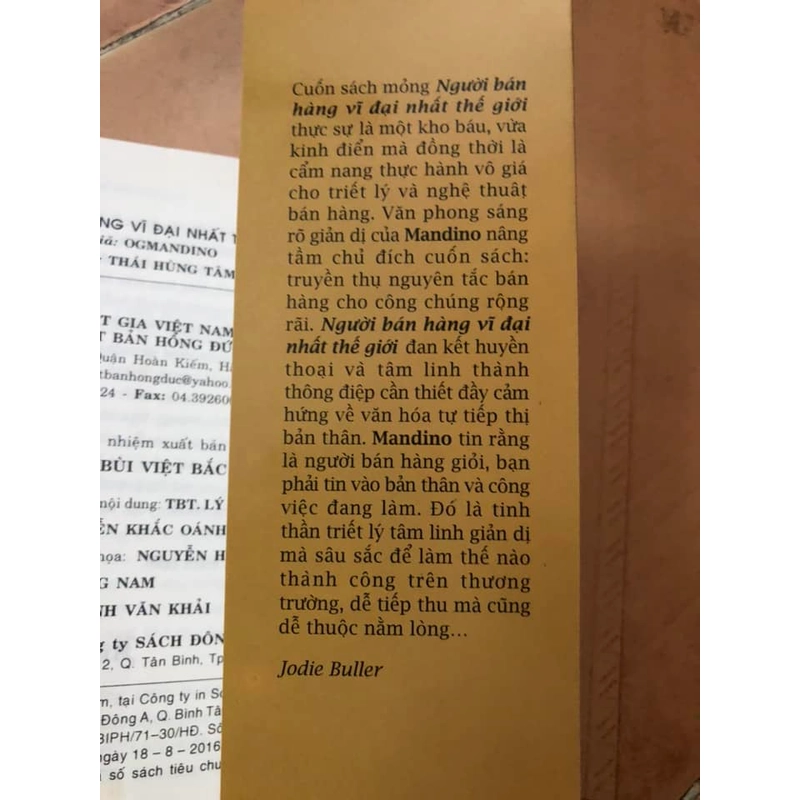 Cuốn sách mỏng Người bán
hàng vĩ đại nhất thế giới
thực sự là một kho báu, vừa
kinh điển mà đồng thời là
cẩm nang thực hành vô giá
cho triết lý và nghệ thuật
bán hàng. Văn phong sáng
rõ giản dị của Mandino nâng
tầm chủ đích cuốn sách:
truyền thụ nguyên tắc bán
hàng cho công chúng rộng
rãi. Người bán hàng vĩ đại
nhất thế giới đan kết huyền
thoại và tâm linh thành
thông điệp cần thiết đầy cảm
hứng về văn hóa tự tiếp thị
bản thân. Mandino tin rằng
là người bán hàng giỏi, bạn
phải tin vào bản thân và công
việc đang làm. Đó là tinh
thần triết lý tâm linh giản dị
mà sâu sắc để làm thế nào
thành công trên thương
trường, dễ tiếp thu mà cũng
dễ thuộc nằm lòng...
Jodie Buller
NG VĨ ĐẠI NHẤT T
iả: OGMANDINO
: THÁI HÙNG TÂM
T GIA VIỆT NAM
T BẢN HỒNG ĐỨ
Quận Hoàn Kiếm, Hà
tbanhongduc@yahoo.
24 - Fax: 04.39260
nhiệm xuất bản
BÙI VIỆT BẮC
nội dung: TBT. LÝ
ỄN KHẮC OÁNH
họa: NGUYỄN H
G NAM
NH VĂN KHẢI
g ty SÁCH ĐÔN
2, Q. Tân Bình, Tp
m, tại Công ty in Sc
Đông A, Q. Bình Tâ
BIPH/71-30/HĐ. Số
ngày 18 - 8 - 2016
số sách tiêu chu